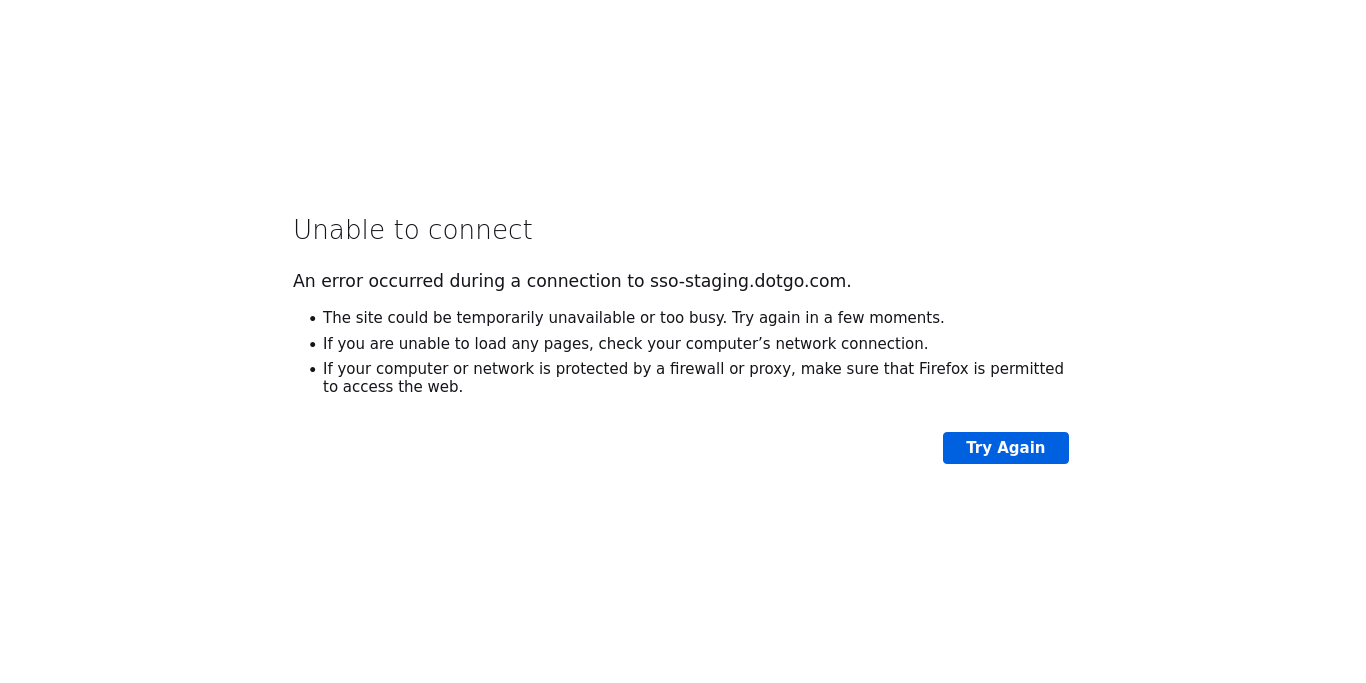 Unable to connect
An error occurred during a connection to sso-staging.dotgo.com.
• The site could be temporarily unavailable or too busy. Try again in a few moments.
• If you are unable to load any pages, check your computer’s network connection.
• If your computer or network is protected by a firewall or proxy, make sure that Firefox is permitted
to access the web.
Try Again